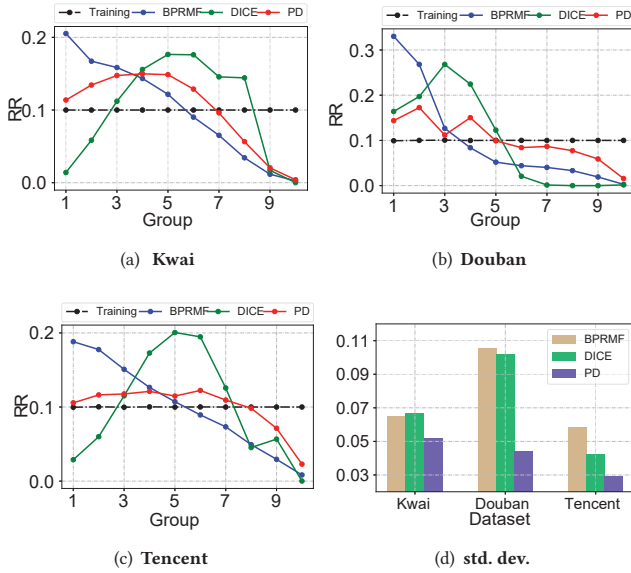 Training BPRMF DICE PD
0.2
0.1
0.0
RR
1 3 5 7 9
Group
(a) Kwai
Training BPRMF DICE PD
0.3
0.2
0.1
0.0
RR
1 3 5 7 9
Group
(b) Douban
Training BPRMF DICE PD
0.2
0.1
0.0
RR
1 3 5 7 9
Group
(c) Tencent
BPRMF
DICE
PD
0.11
0.09
0.07
0.05
0.03
Kwai Douban Tencent
Dataset
(d) std. dev.